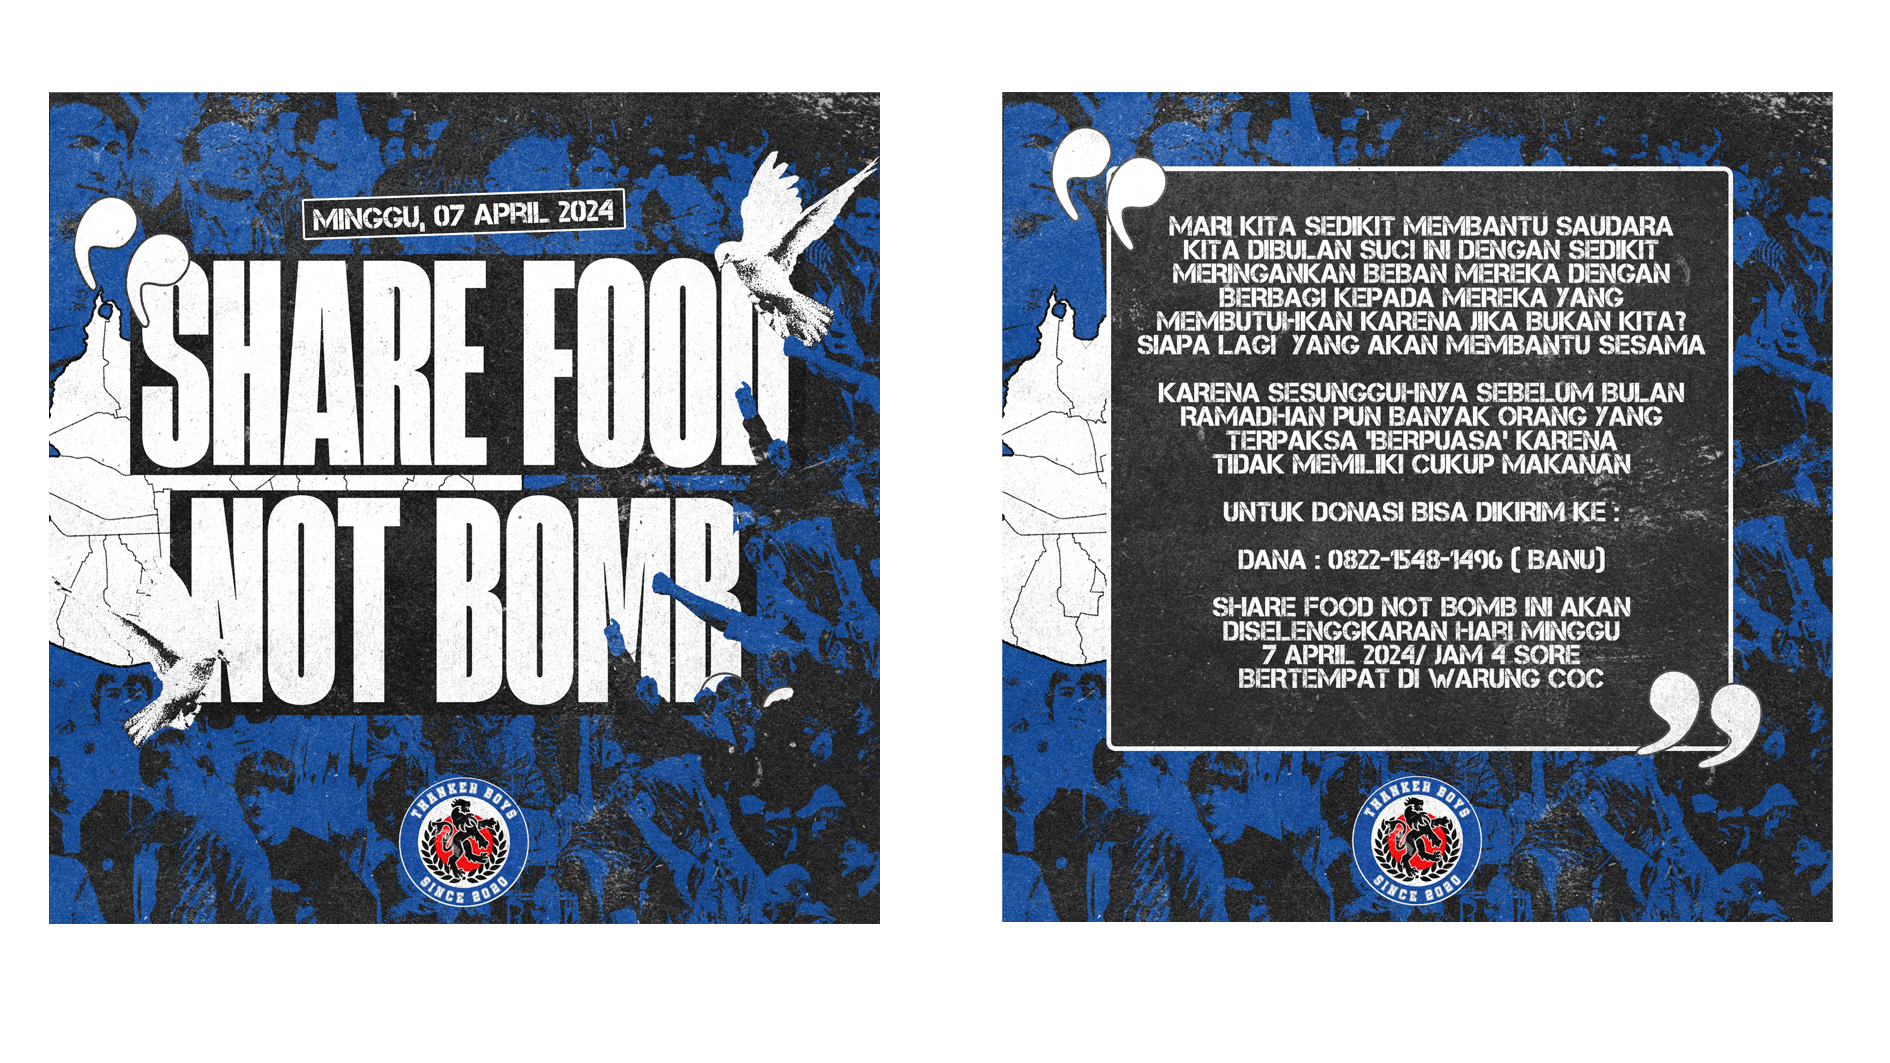 MINGGU, 07 APRIL 2024
SHARE FOOD
NOT BOMB
THANKER BOYS
SINCE 2020
MARI KITA SEDIKIT MEMBANTU SAUDARA
KITA DIBULAN SUCI INI DENGAN SEDIKIT
MERINGANKAN BEBAN MEREKA DENGAN
BERBAGI KEPADA MEREKA YANG
MEMBUTUHKAN KARENA JIKA BUKAN KITA?
SIAPA LAGI YANG AKAN MEMBANTU SESAMA
KARENA SESUNGGUHNYA SEBELUM BULAN
RAMADHAN PUN BANYAK ORANG YANG
TERPAKSA 'BERPUASA' KARENA
TIDAK MEMILIKI CUKUP MAKANAN
UNTUK DONASI BISA DIKIRIM KE :
DANA : 0822-1548-1496 ( BANU)
SHARE FOOD NOT BOMB INI AKAN
DISELENGGKARAN HARI MINGGU
7 APRIL 2024/ JAM 4 SORE
BERTEMPAT DI WARUNG COC
THANKER BOYS
SINCE 2020